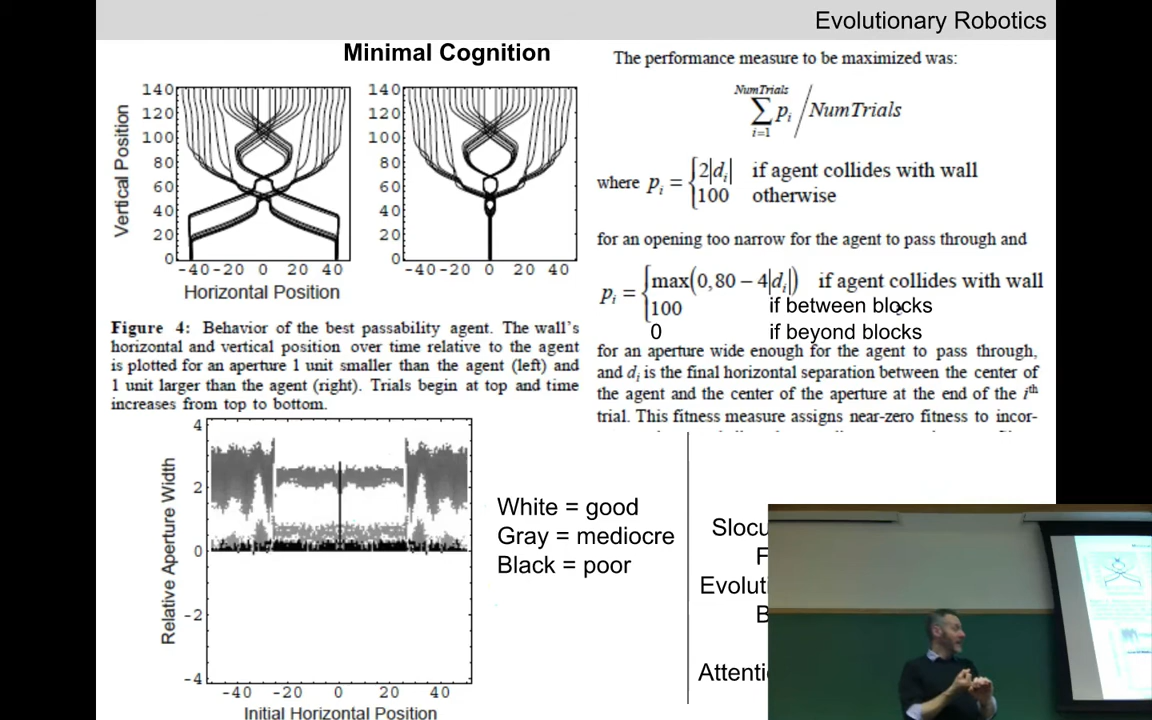 Evolutionary Robotics
Minimal Cognition
140
120
100
80
60
40
20
0
Vertical Position
-40 -20 0 20 40
Horizontal Position
140
120
100
80
60
40
20
0
-40 -20 0 20 40
Figure 4: Behavior of the best passability agent. The wall's
horizontal and vertical position over time relative to the agent
is plotted for an aperture 1 unit smaller than the agent (left) and
1 unit larger than the agent (right). Trials begin at top and time
increases from top to bottom.
4
2
0
-2
-4
Relative Aperture Width
-40 -20 0 20 40
Initial Horizontal Position
White = good
Gray = mediocre
Black = poor
The performance measure to be maximized was:
NumTrials
∑ p_i / NumTrials
i=1
where p_i = { 2|d_i| if agent collides with wall
100 otherwise
for an opening too narrow for the agent to pass through and
p_i = { max(0, 80 – 4|d_i|) if agent collides with wall
100 if between blocks
0 if beyond blocks
for an aperture wide enough for the agent to pass through,
and d_i is the final horizontal separation between the center of
the agent and the center of the aperture at the end of the i^th
trial. This fitness measure assigns near-zero fitness to incor-
Slocu
F
Evoluti
B
Attenti